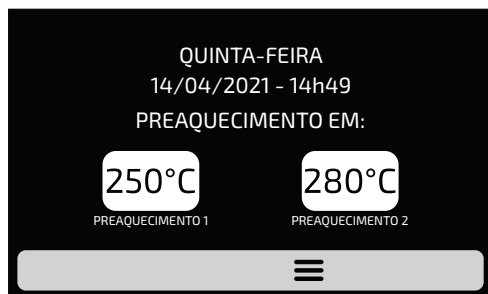 QUINTA-FEIRA
14/04/2021 - 14h49
PREAQUECIMENTO EM:
250°C 280°C
PREAQUECIMENTO 1 PREAQUECIMENTO 2